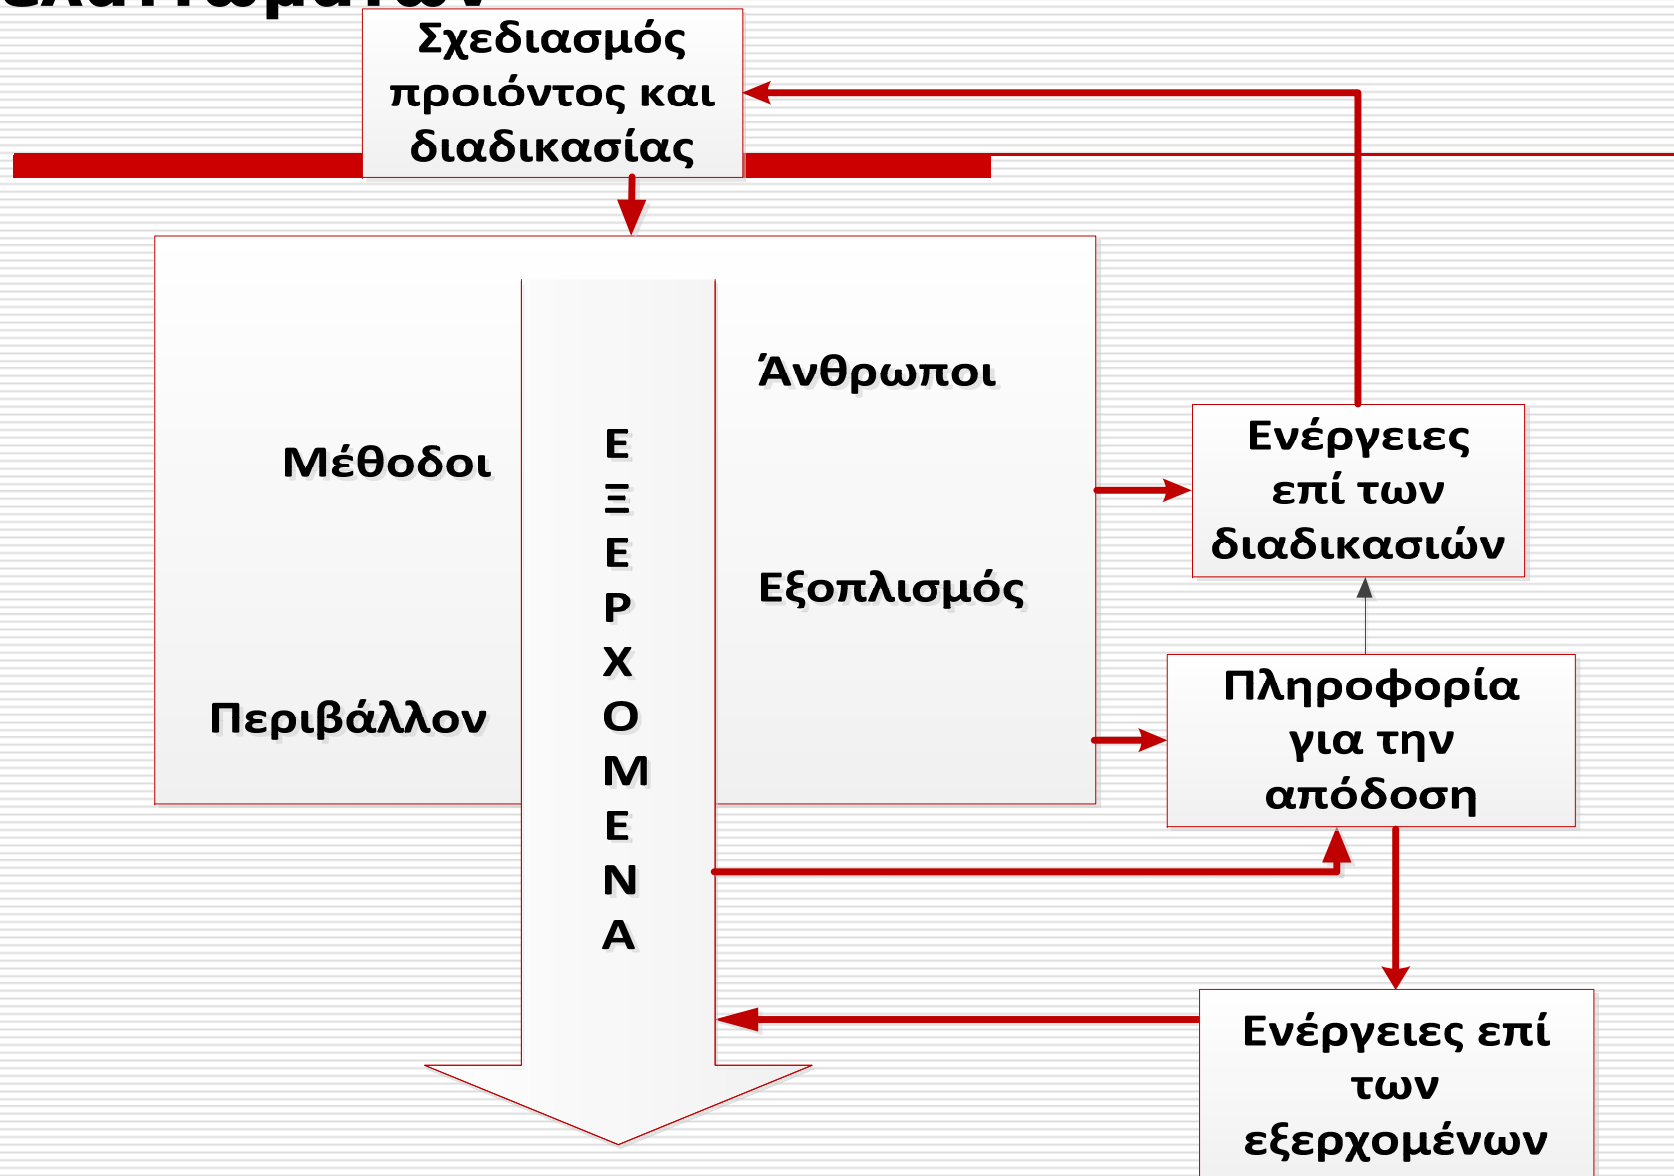 Σχεδιασμός
προιόντος και
διαδικασίας
Άνθρωποι
Μέθοδοι
Εξοπλισμός
Περιβάλλον
Ε
Ξ
Ε
Ρ
Χ
Ο
Μ
Ε
Ν
Α
Ενέργειες
επί των
διαδικασιών
Πληροφορία
για την
απόδοση
Ενέργειες επί
των
εξερχομένων